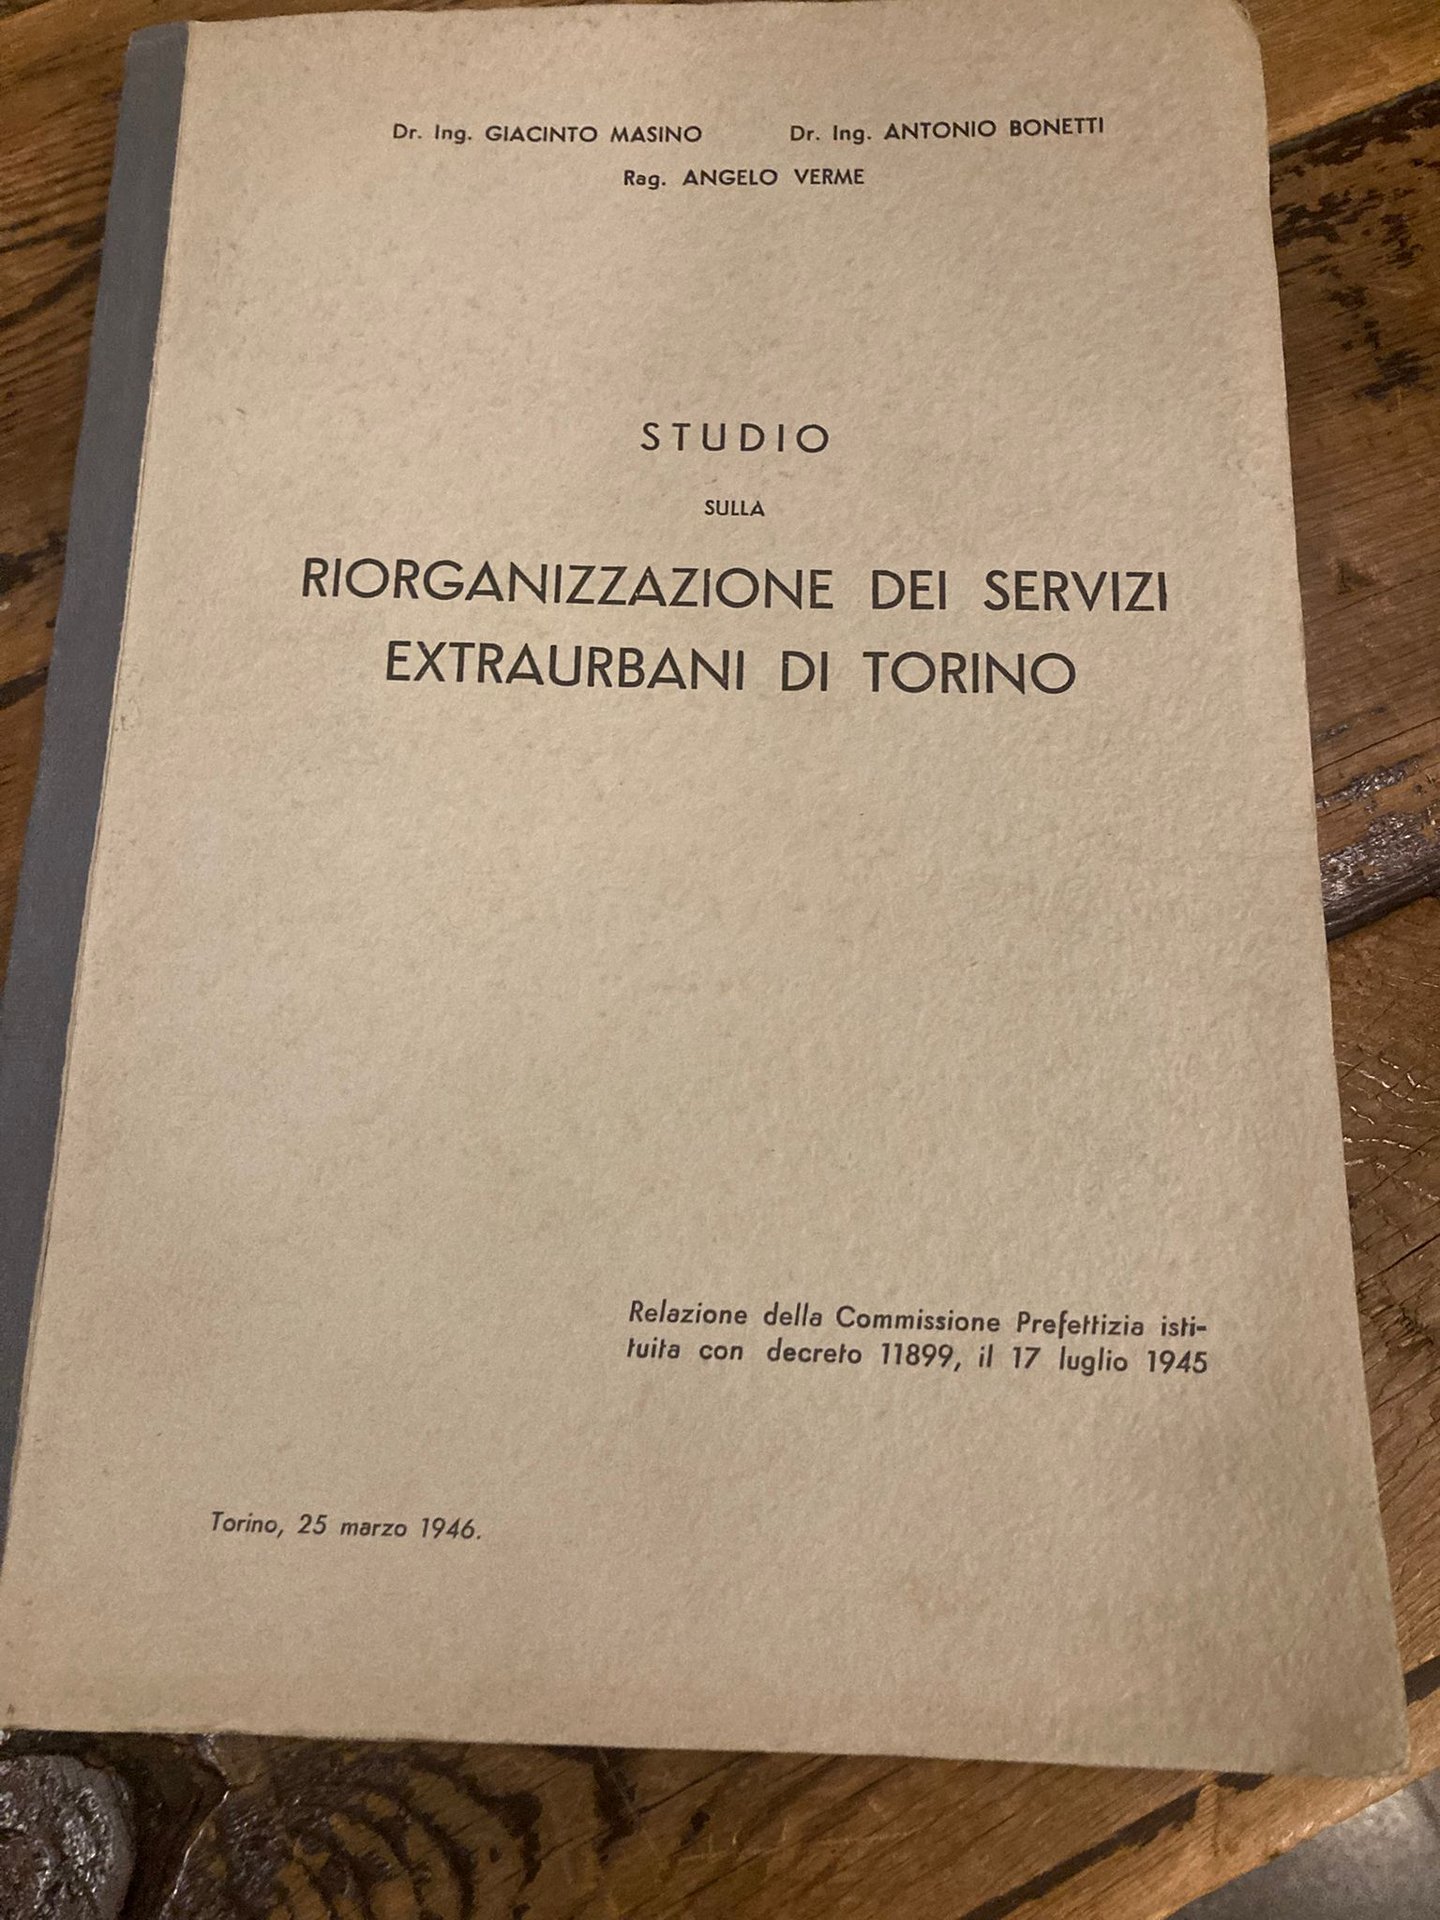 Dr. Ing. GIACINTO MASINO Dr. Ing. ANTONIO BONETTI
Rag. ANGELO VERME
STUDIO
SULLA
RIORGANIZZAZIONE DEI SERVIZI
EXTRAURBANI DI TORINO
Relazione della Commissione Prefettizia isti-
tuita con decreto 11899, il 17 luglio 1945
Torino, 25 marzo 1946.